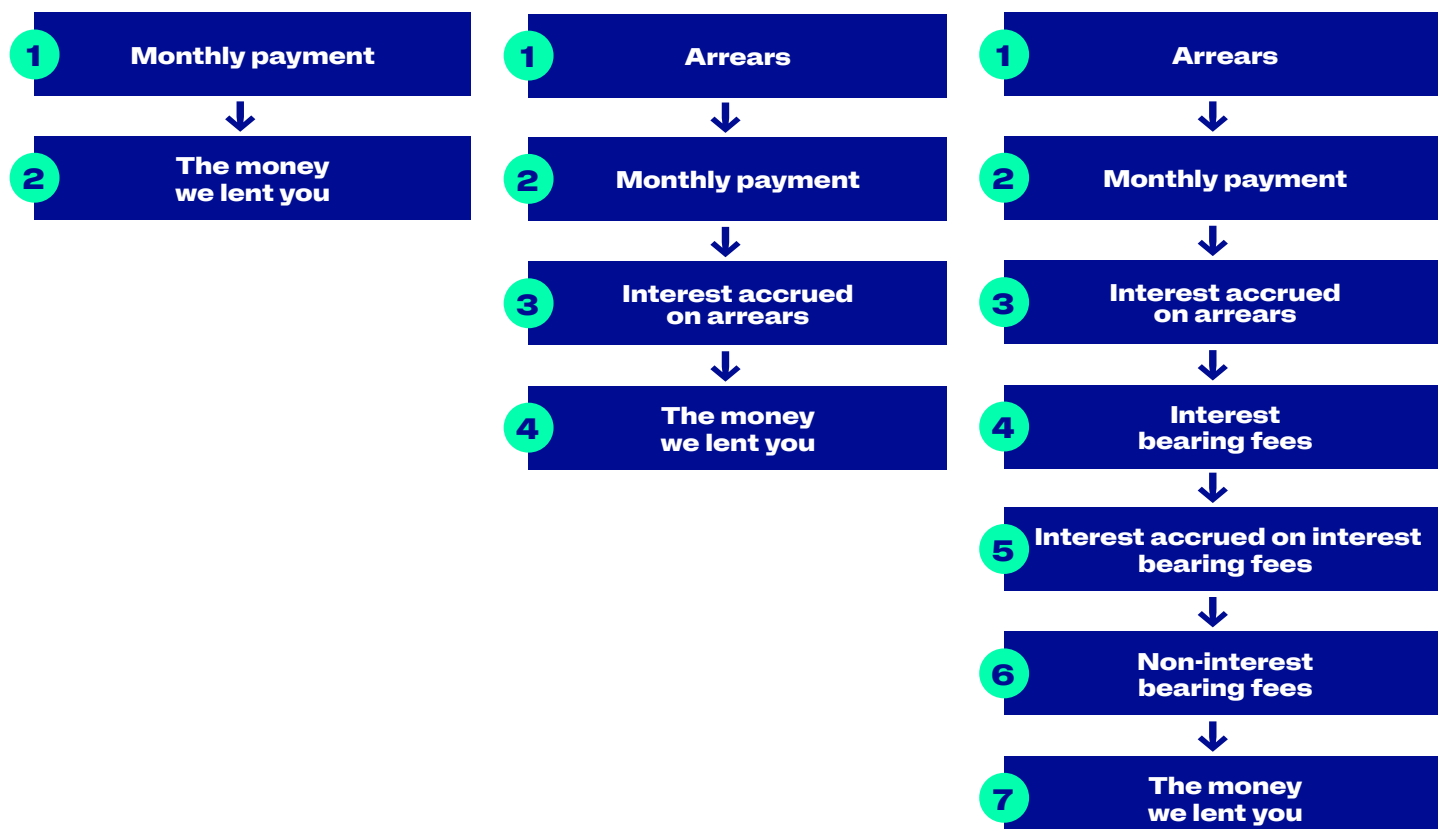 1
Monthly payment
2
The money
we lent you
1
Arrears
2
Monthly payment
3
Interest accrued
on arrears
4
The money
we lent you
1
Arrears
2
Monthly payment
3
Interest accrued
on arrears
4
Interest
bearing fees
5
Interest accrued on interest
bearing fees
6
Non-interest
bearing fees
7
The money
we lent you